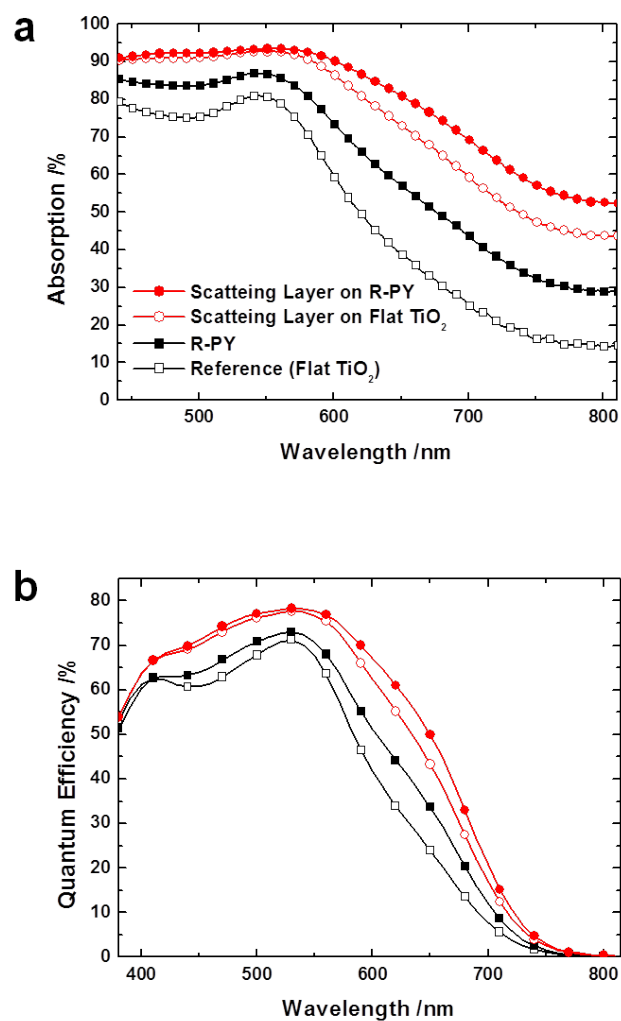 a
100
90
80
70
60
50
40
30
20
10
0
Absorption /%
Scatteing Layer on R-PY
Scatteing Layer on Flat TiO2
R-PY
Reference (Flat TiO2)
500 600 700 800
Wavelength /nm
b
80
70
60
50
40
30
20
10
0
Quantum Efficiency /%
400 500 600 700 800
Wavelength /nm